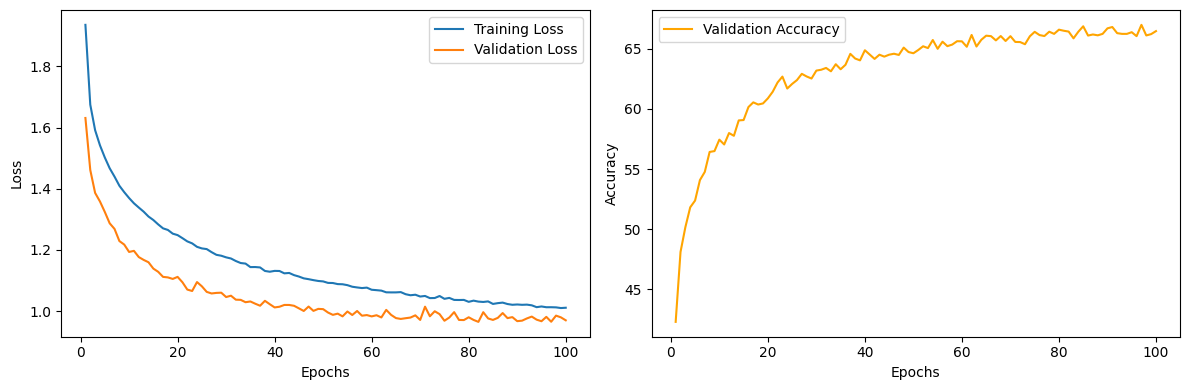 Training Loss
Validation Loss
1.8
1.6
1.4
1.2
1.0
Loss
0 20 40 60 80 100
Epochs
Validation Accuracy
65
60
55
50
45
Accuracy
0 20 40 60 80 100
Epochs